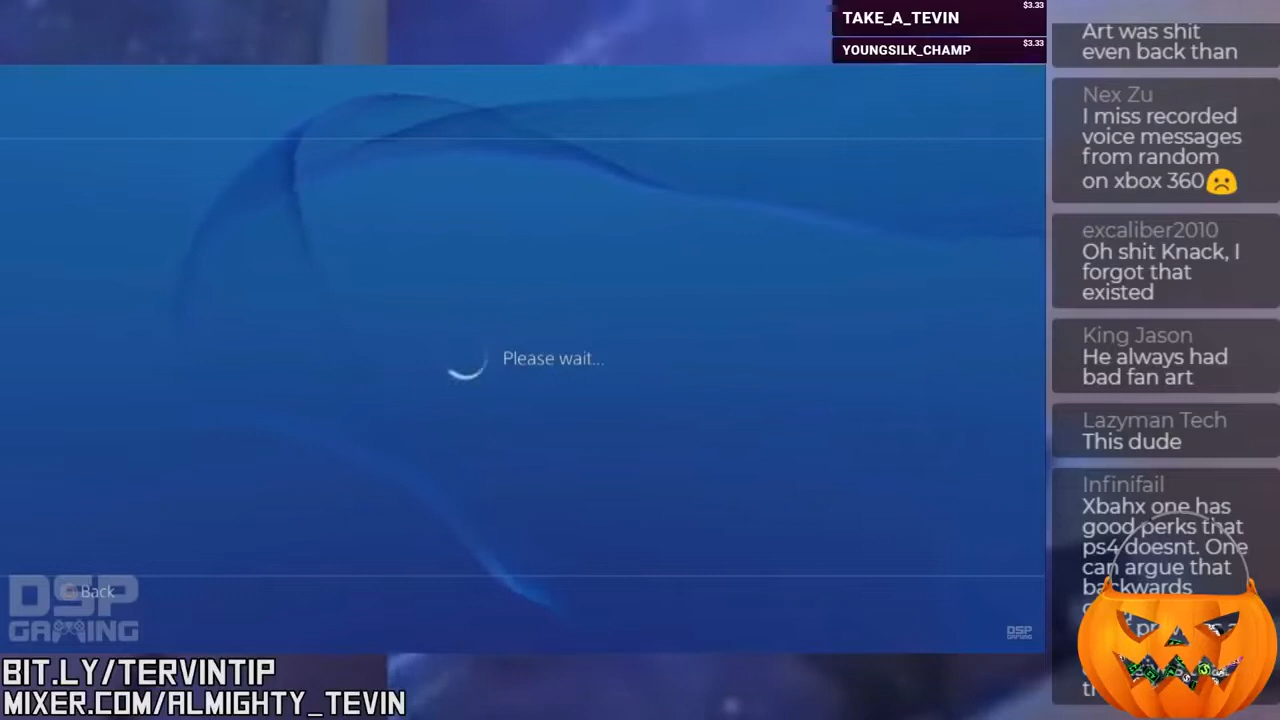 TAKE_A_TEVIN
$3.33
YOUNGSILK_CHAMP
$3.33
Please wait...
Back
DSP
GAMING
DSP
GAMING
BIT.LY/TERVINTIP
MIXER.COM/ALMIGHTY_TEVIN
Art was shit
even back than
Nex Zu
I miss recorded
voice messages
from random
on xbox 360
excaliber2010
Oh shit Knack, I
forgot that
existed
King Jason
He always had
bad fan art
Lazyman Tech
This dude
Infinifail
Xbahx one has
good perks that
ps4 doesnt. One
can argue that
backwards